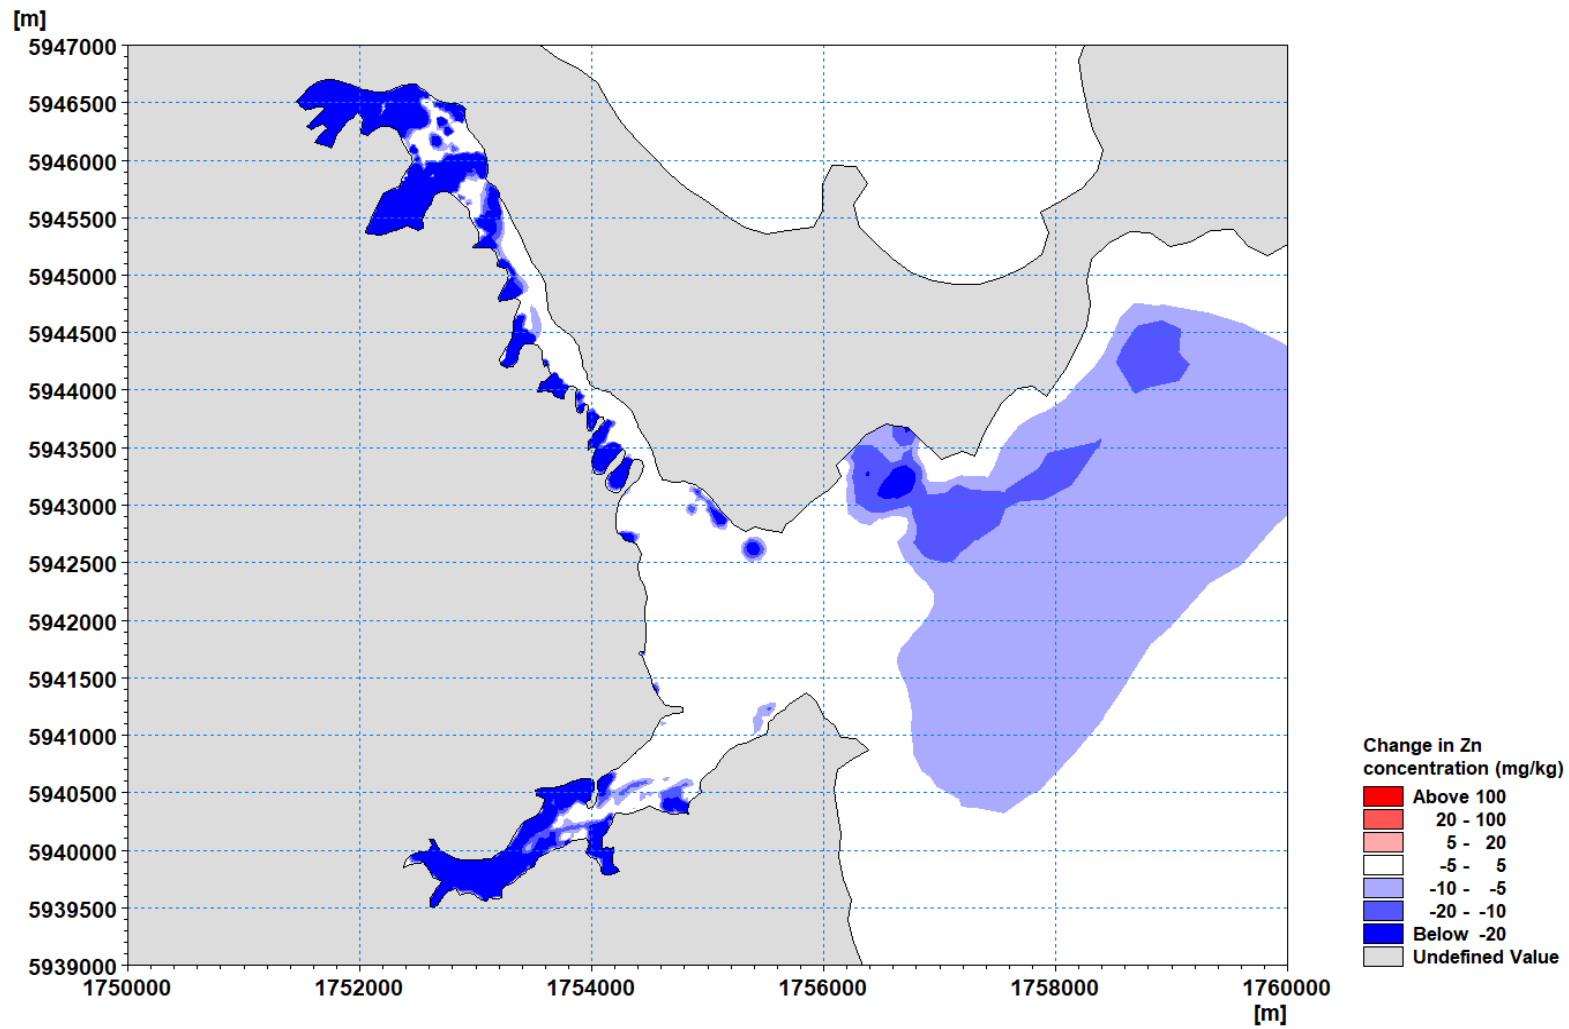 [m]
5947000
5946500
5946000
5945500
5945000
5944500
5944000
5943500
5943000
5942500
5942000
5941500
5941000
5940500
5940000
5939500
5939000
1750000 1752000 1754000 1756000 1758000 1760000
[m]
Change in Zn
concentration (mg/kg)
Above 100
20 - 100
5 - 20
-5 - 5
-10 - -5
-20 - -10
Below -20
Undefined Value